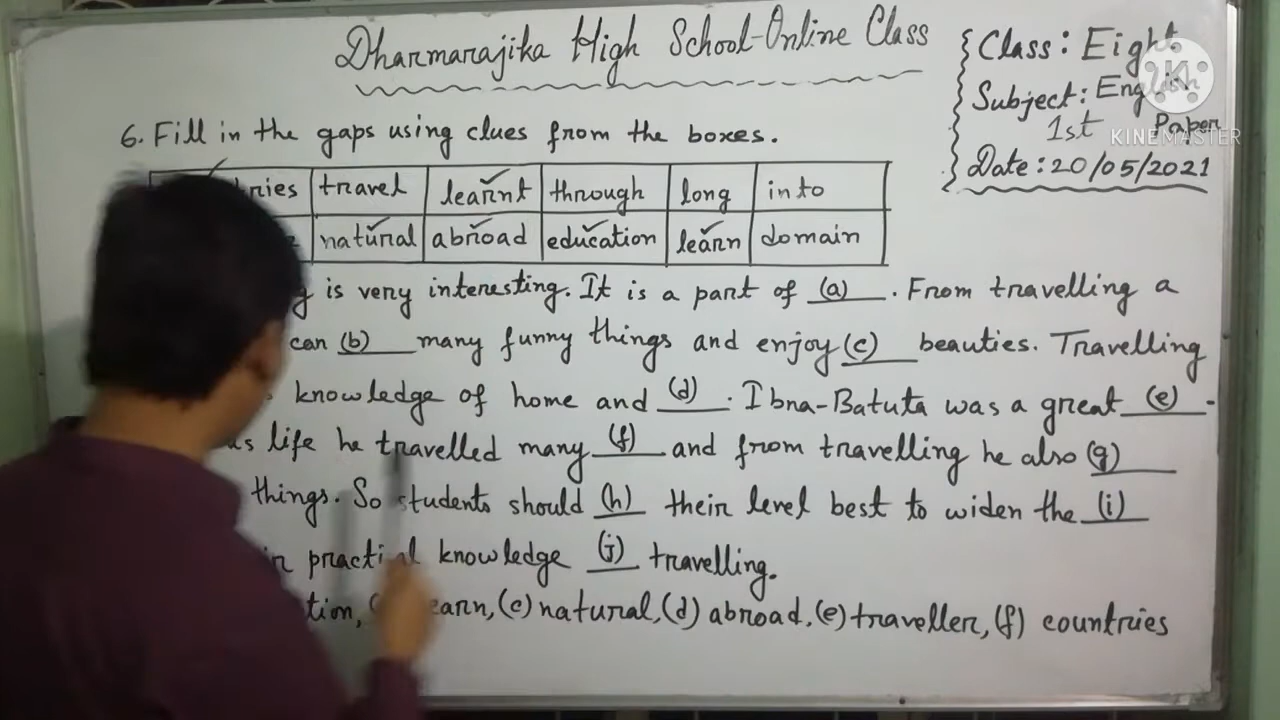 Dharmarajika High School-Online Class
Class: Eight
Subject: English
1st Paper
Date: 20/05/2021
KINEMASTER
6. Fill in the gaps using clues from the boxes.
ries travel learnt through long into
natural abroad education learn domain
g is very interesting. It is a part of (a) . From travelling a
can (b) many funny things and enjoy (c) beauties. Travelling
knowledge of home and (d) . Ibna-Batuta was a great (e) .
life he travelled many (f) and from travelling he also (g)
things. So students should (h) their level best to widen the (i)
practical knowledge (j) travelling.
tion, earn, (c) natural, (d) abroad, (e) traveller, (f) countries